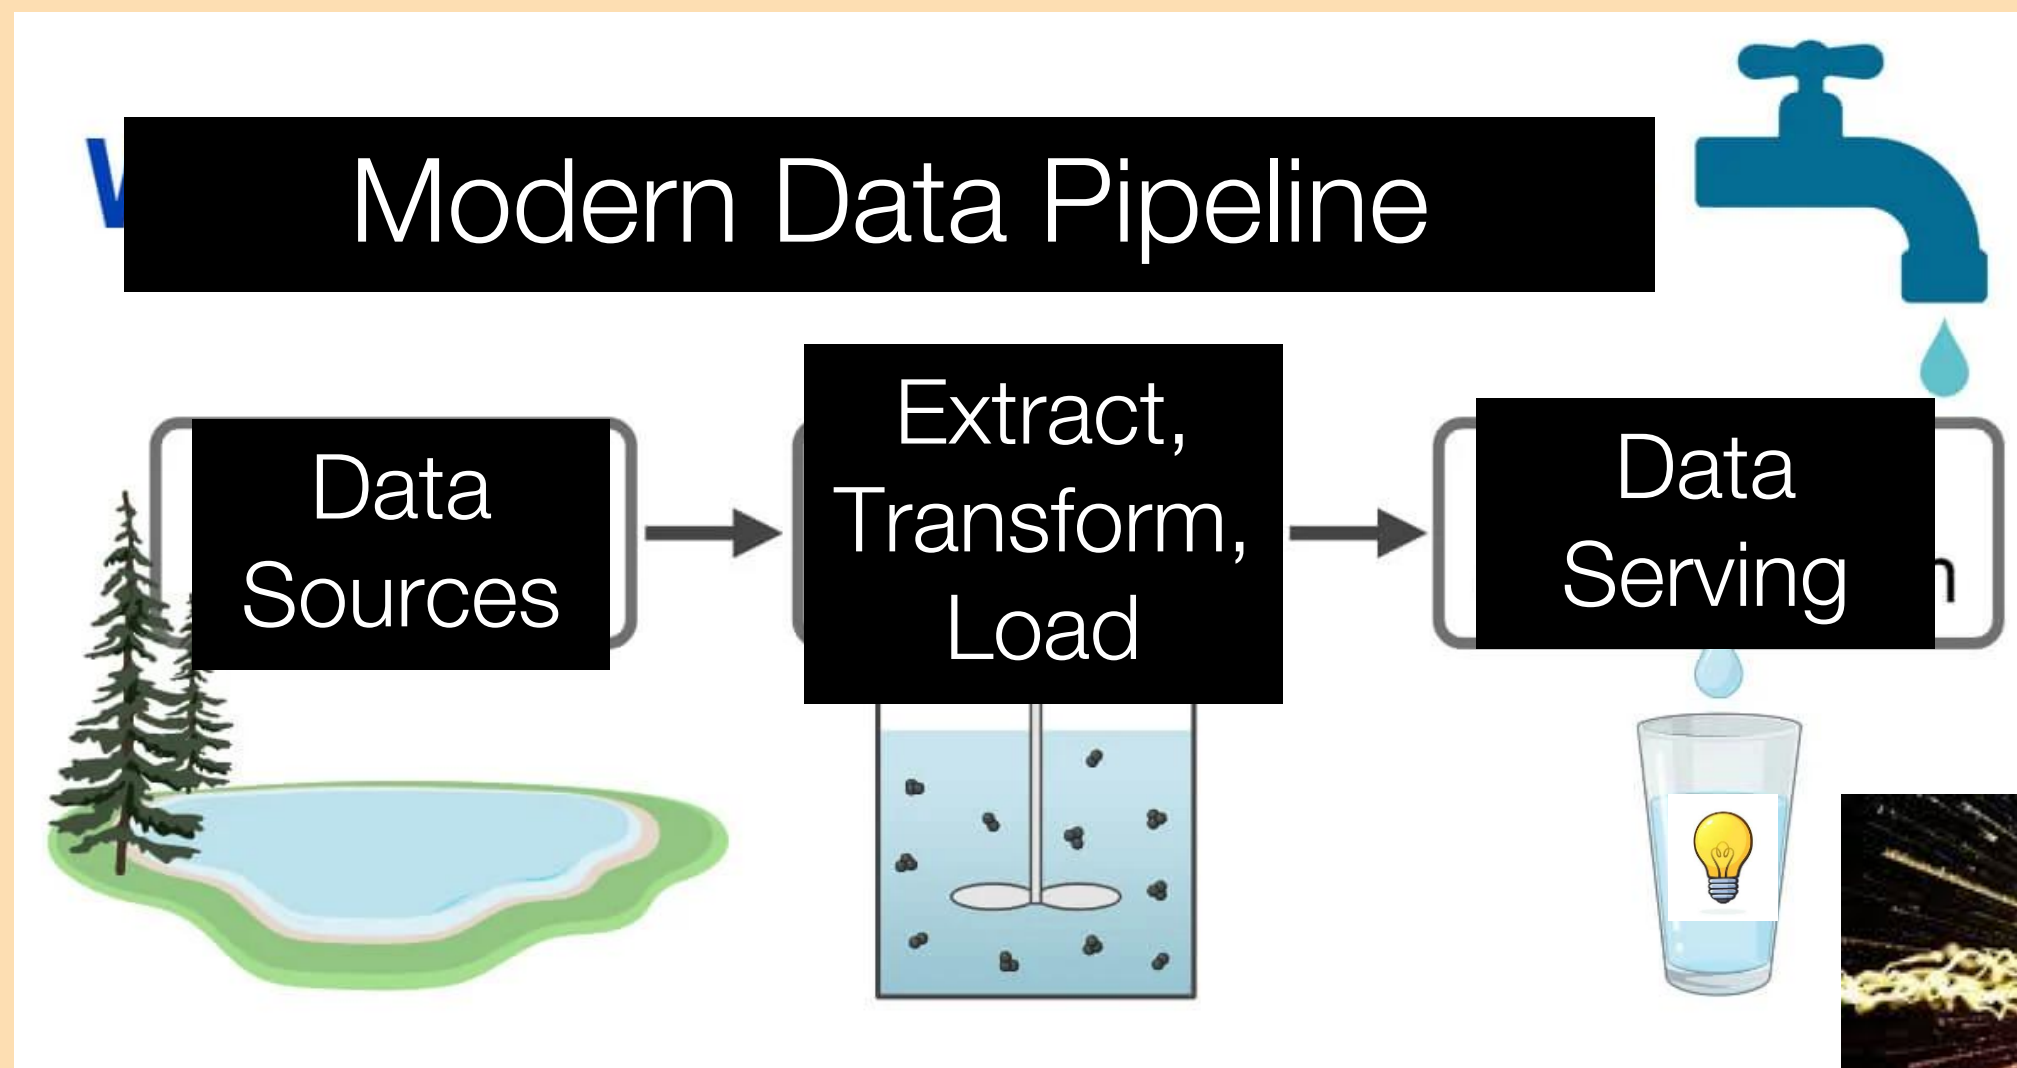 Modern Data Pipeline
Data
Sources
Extract,
Transform,
Load
Data
Serving